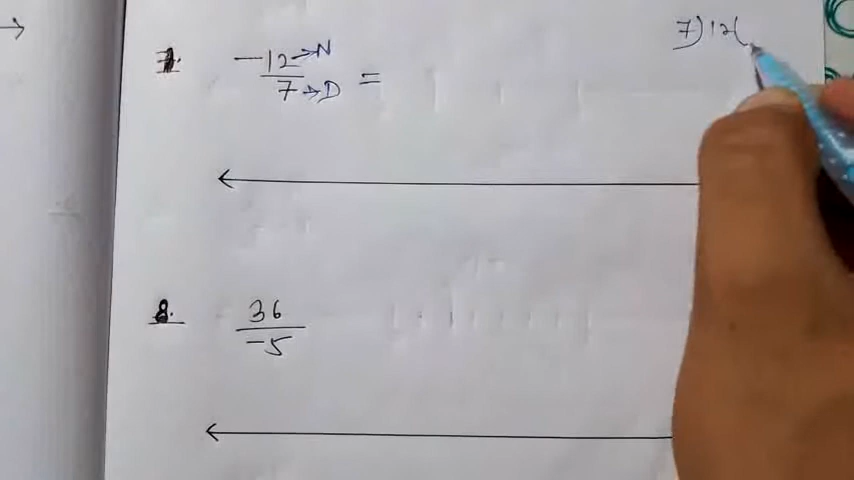 7) 12(
7. -12 → N
7 → D =
8. 36
-5